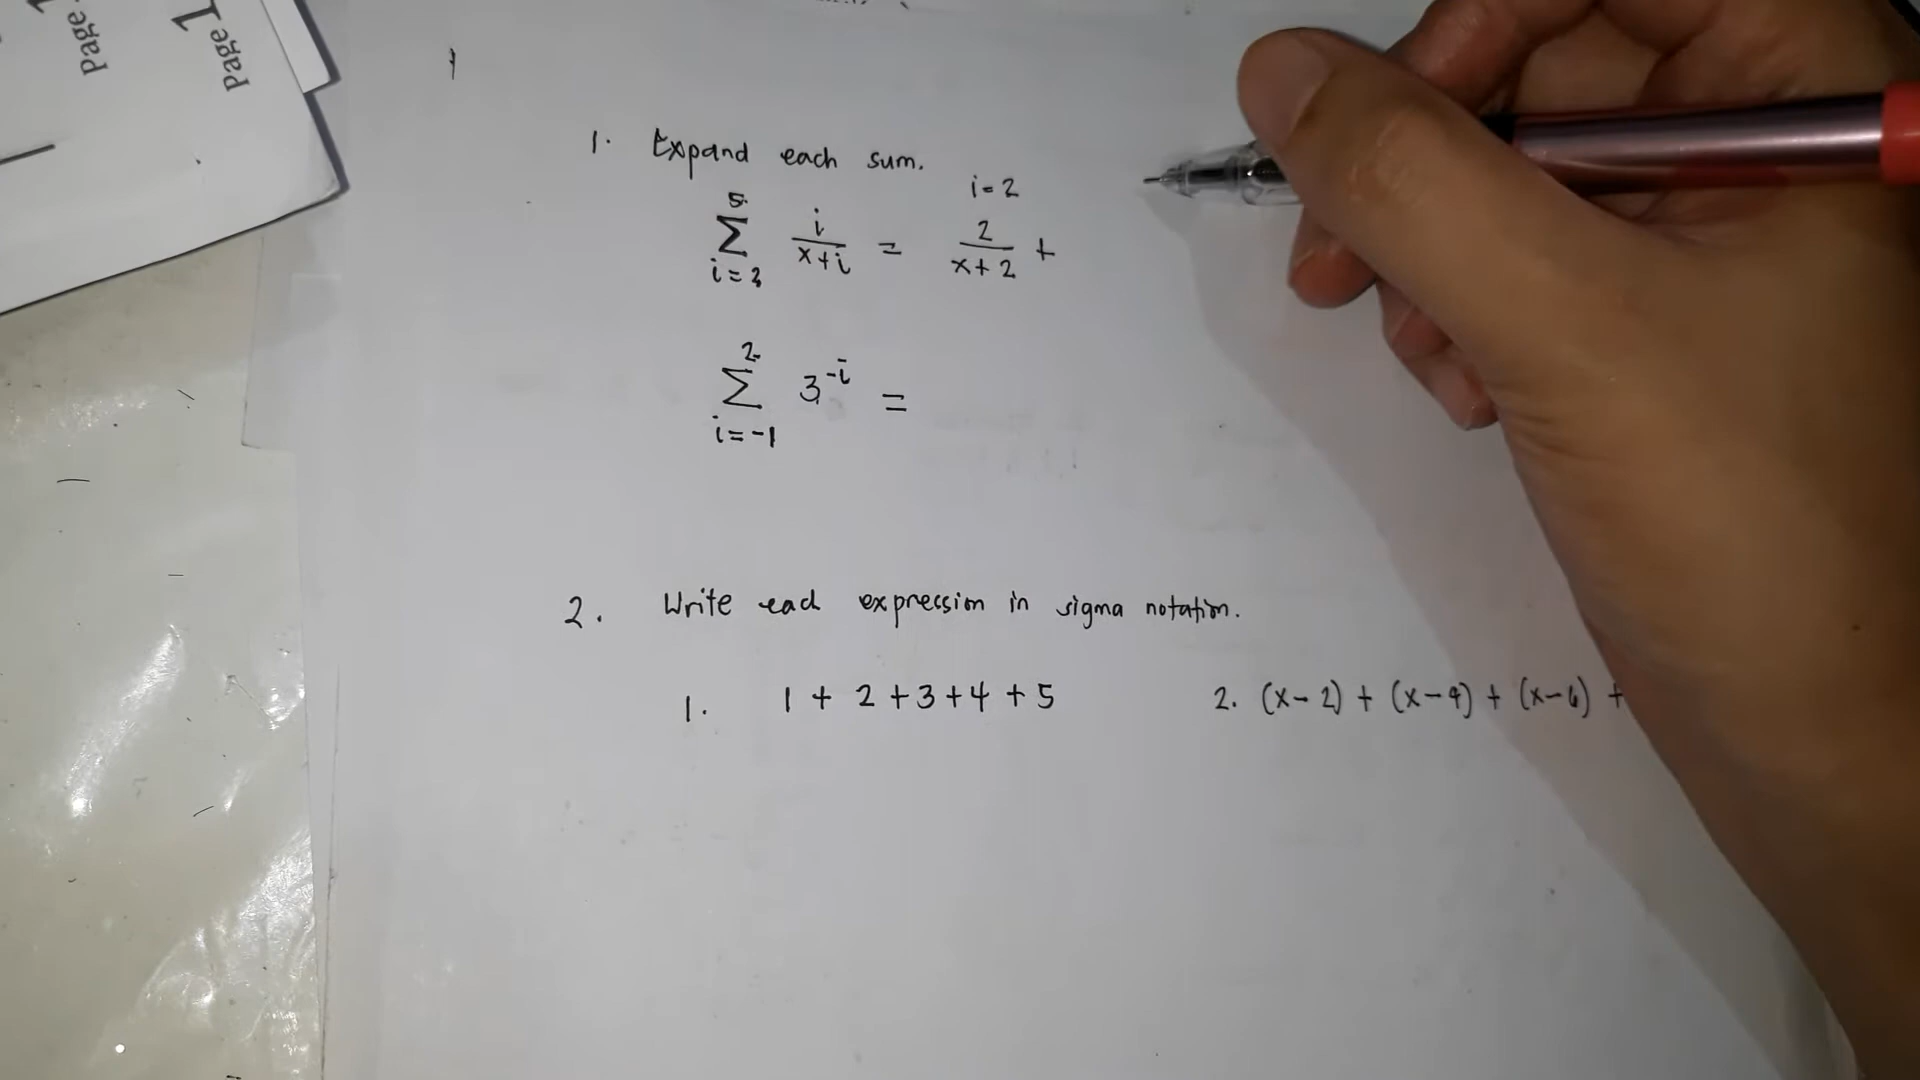 Page
Page 1
1. Expand each sum.
i=2
5
∑ i/(x+i) = 2/(x+2) +
i=2
2
∑ 3^-i =
i=-1
2. Write each expression in sigma notation.
1. 1 + 2 + 3 + 4 + 5
2. (x-2) + (x-4) + (x-6) +